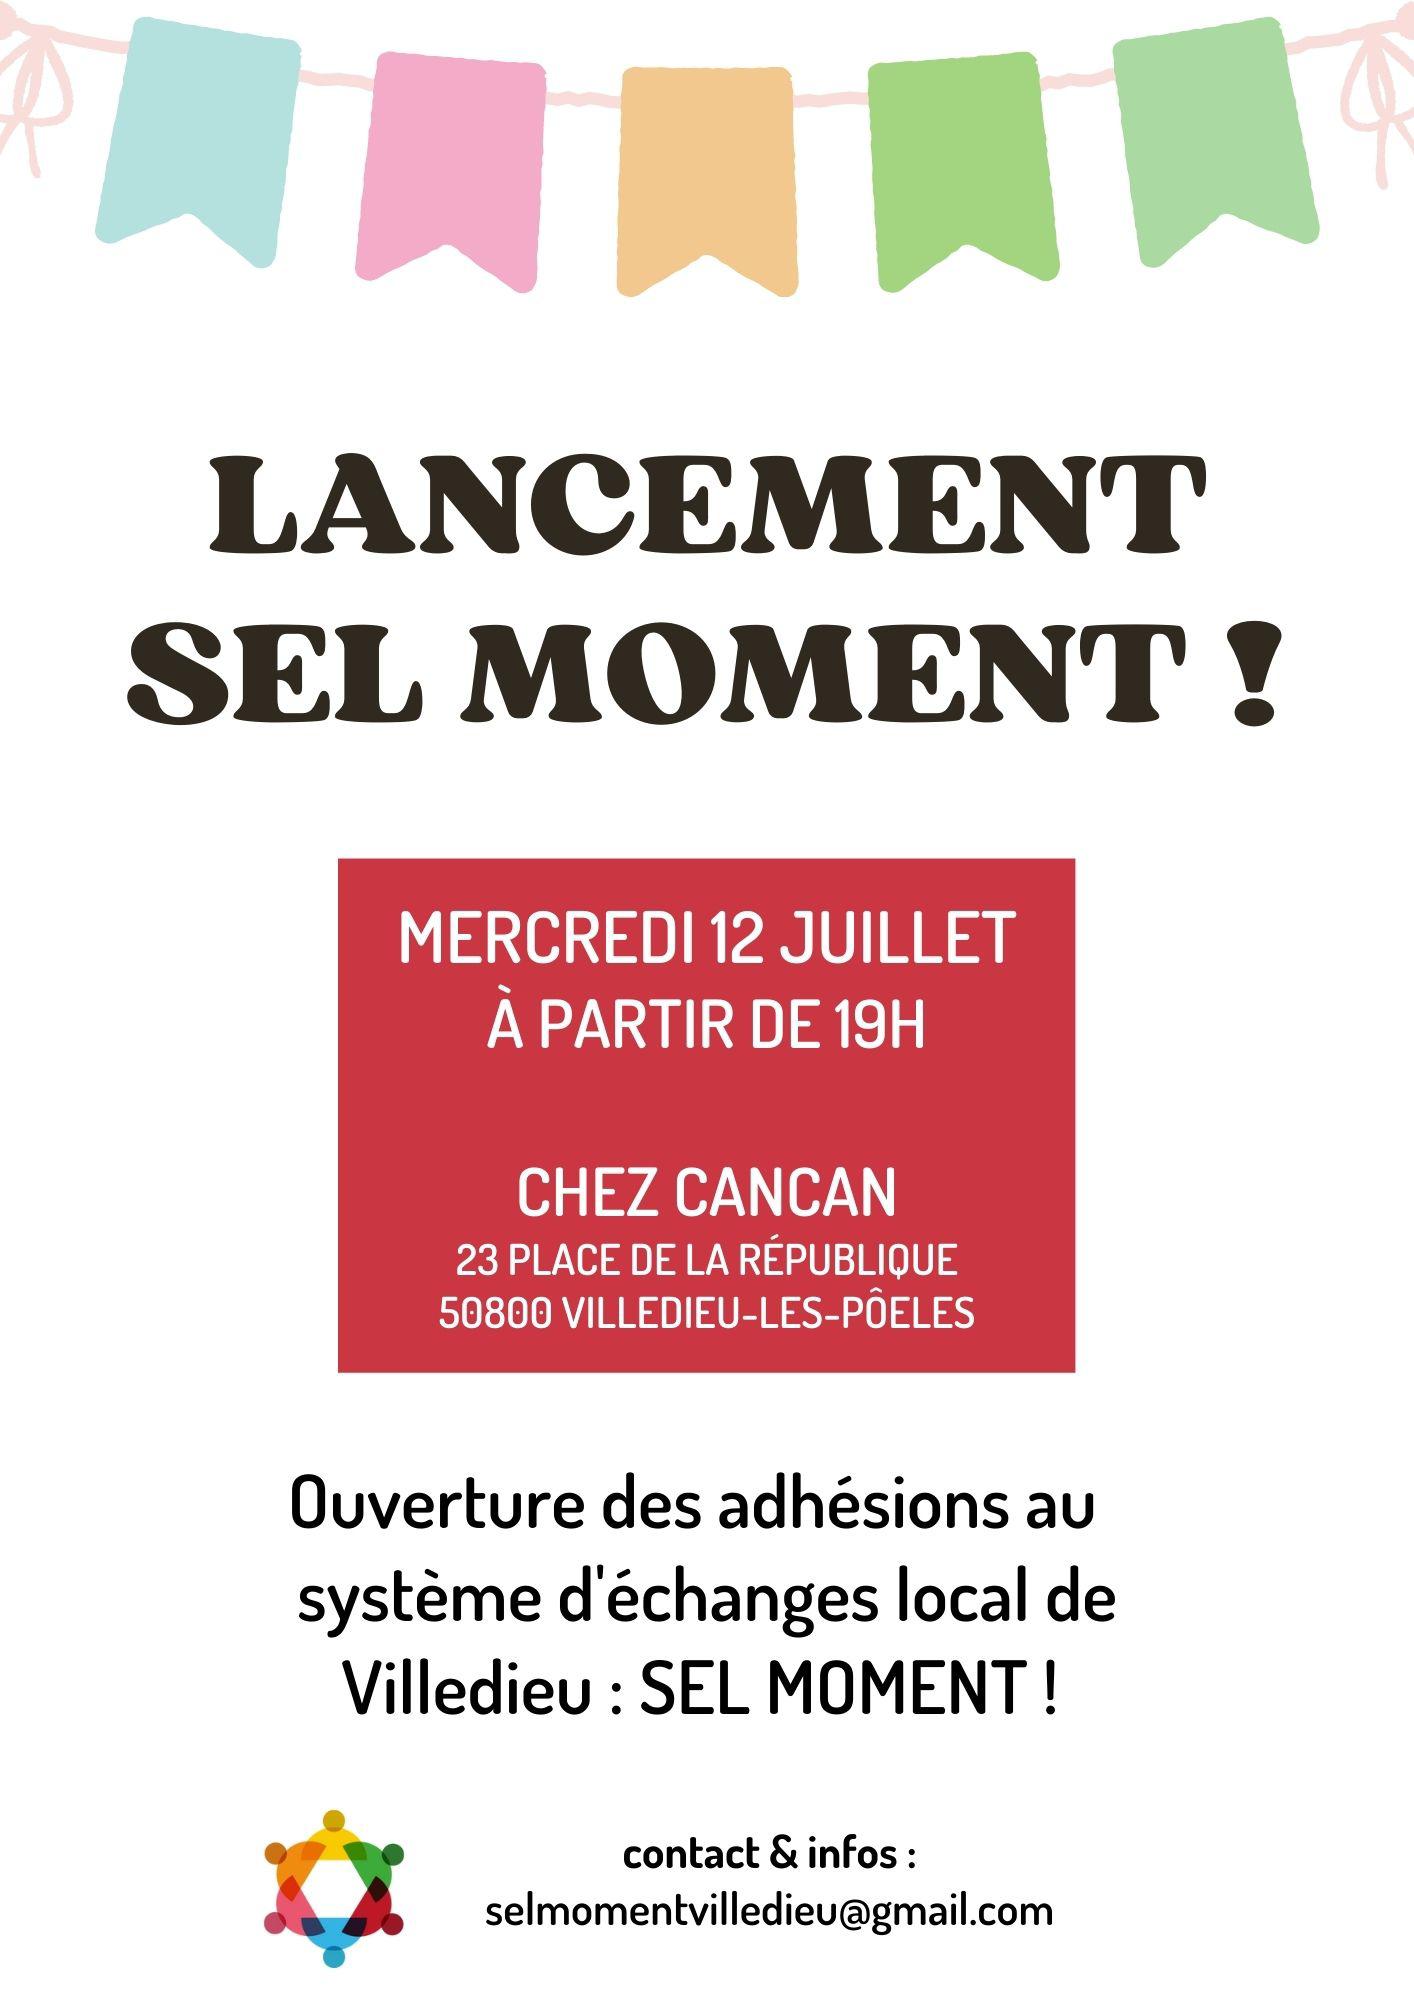 LANCEMENT
SEL MOMENT !
MERCREDI 12 JUILLET
À PARTIR DE 19H
CHEZ CANCAN
23 PLACE DE LA RÉPUBLIQUE
50800 VILLEDIEU-LES-PÔELES
Ouverture des adhésions au
système d'échanges local de
Villedieu : SEL MOMENT !
contact & infos :
selmomentvilledieu@gmail.com